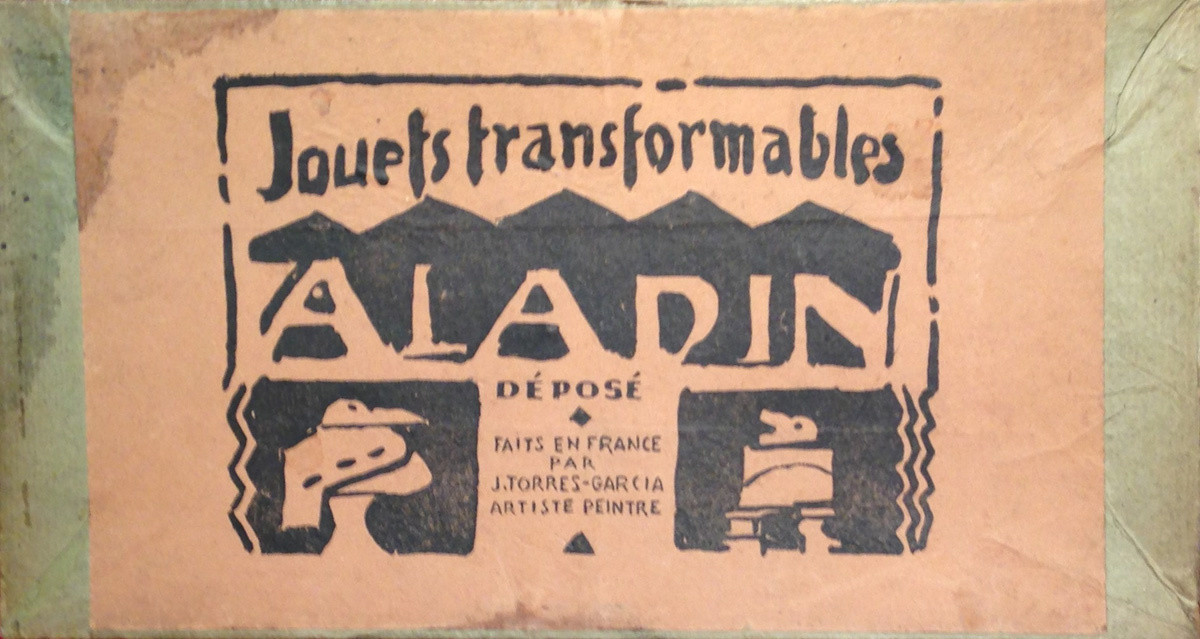 Jouets transformables
ALADIN
DÉPOSÉ
FAITS EN FRANCE
PAR
J.TORRES-GARCIA
ARTISTE PEINTRE